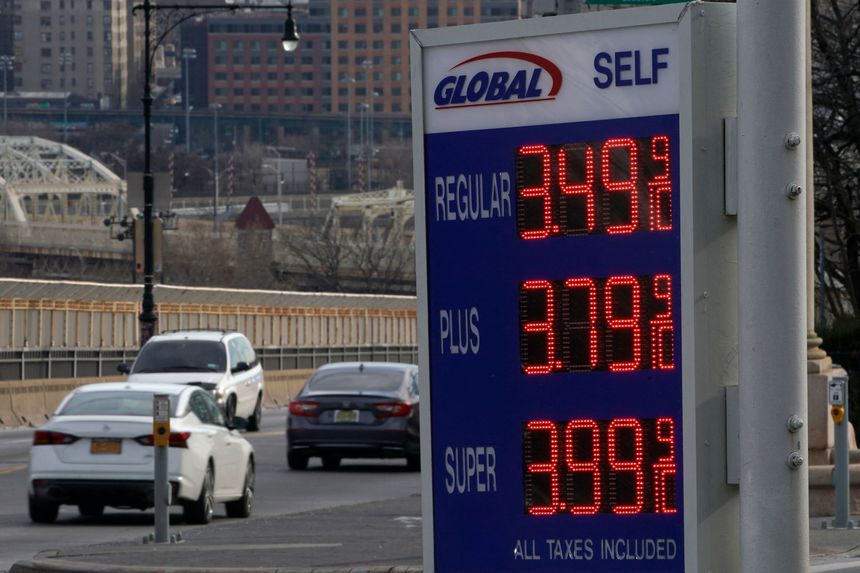 GLOBAL SELF
REGULAR 3.49 9/10
PLUS 3.79 9/10
SUPER 3.99 9/10
ALL TAXES INCLUDED